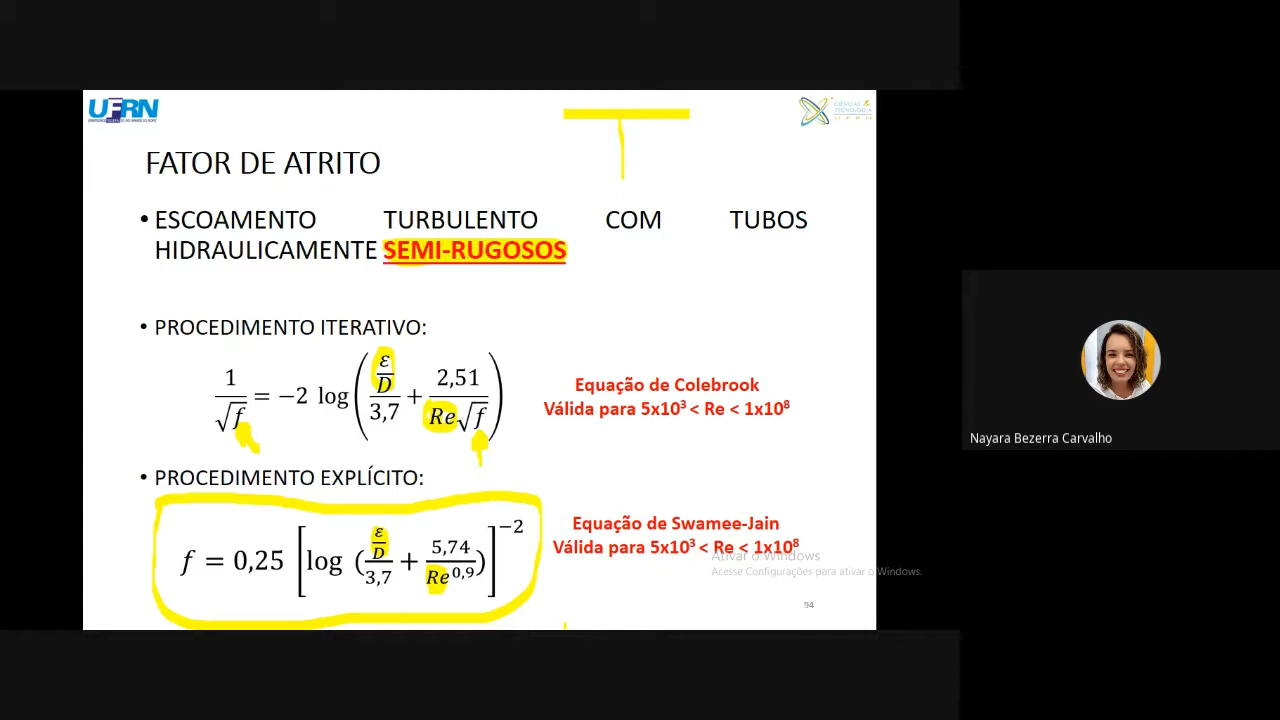 UFRN
CIÊNCIAS &
TECNOLOGIA
UFRN
FATOR DE ATRITO
• ESCOAMENTO TURBULENTO COM TUBOS
HIDRAULICAMENTE SEMI-RUGOSOS
• PROCEDIMENTO ITERATIVO:
1/√f = −2 log((ε/D)/3,7 + 2,51/(Re√f))
Equação de Colebrook
Válida para 5x10³ < Re < 1x10⁸
• PROCEDIMENTO EXPLÍCITO:
f = 0,25 [log ((ε/D)/3,7 + 5,74/Re^0,9)]^−2
Equação de Swamee-Jain
Válida para 5x10³ < Re < 1x10⁸
Ativar o Windows
Acesse Configurações para ativar o Windows.
94
Nayara Bezerra Carvalho